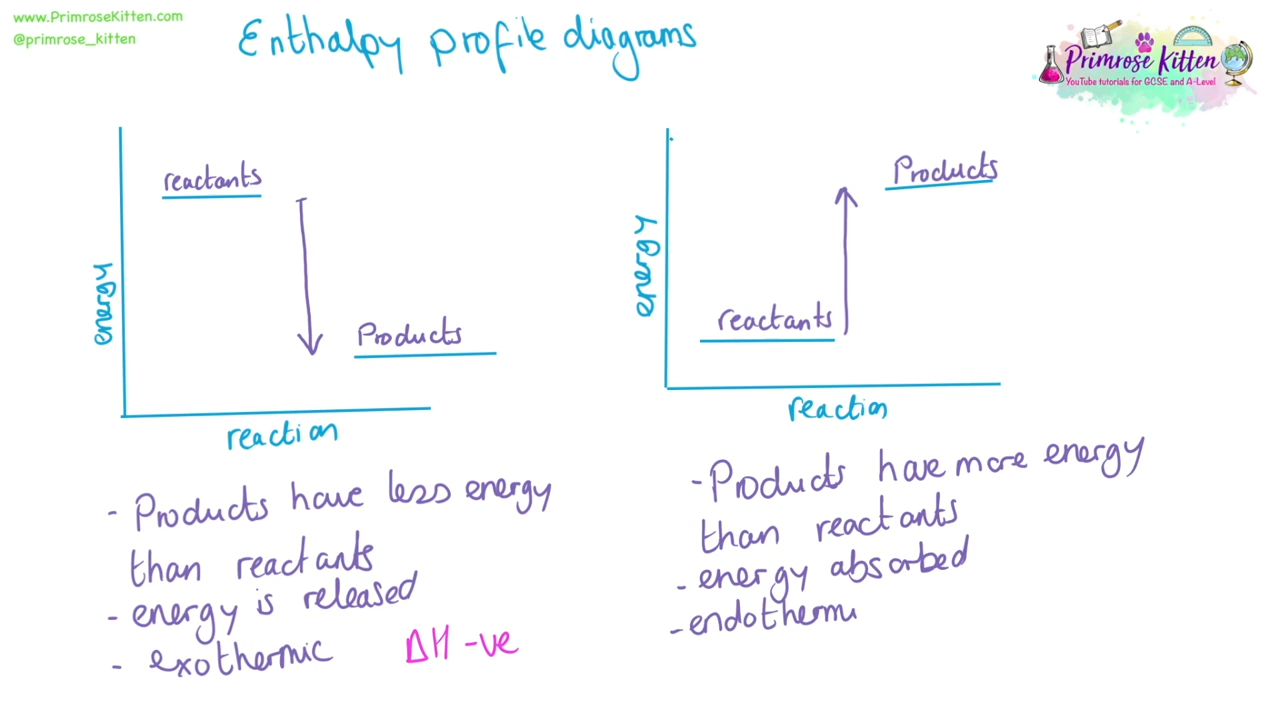 www.PrimroseKitten.com
@primrose_kitten
Enthalpy profile diagrams
Primrose Kitten
YouTube tutorials for GCSE and A-Level
reactants
energy
Products
reaction
- Products have less energy
than reactants
- energy is released
- exothermic ΔH -ve
Products
energy
reactants
reaction
- Products have more energy
than reactants
- energy absorbed
- endothermi